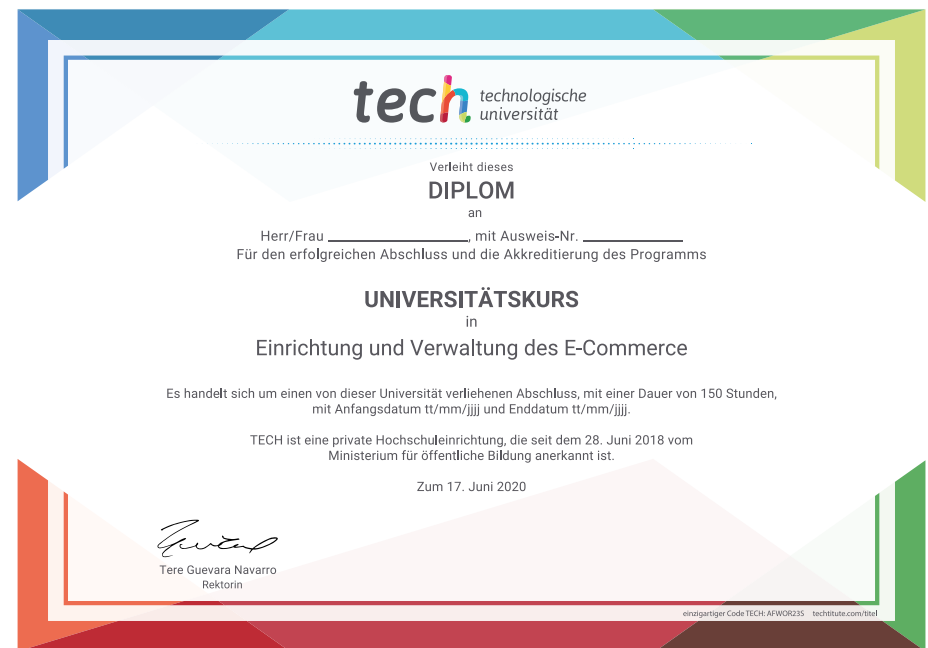 tech technologische
universität
Verleiht dieses
DIPLOM
an
Herr/Frau ____________, mit Ausweis-Nr. ____________
Für den erfolgreichen Abschluss und die Akkreditierung des Programms
UNIVERSITÄTSKURS
in
Einrichtung und Verwaltung des E-Commerce
Es handelt sich um einen von dieser Universität verliehenen Abschluss, mit einer Dauer von 150 Stunden,
mit Anfangsdatum tt/mm/jjjj und Enddatum tt/mm/jjjj.
TECH ist eine private Hochschuleinrichtung, die seit dem 28. Juni 2018 vom
Ministerium für öffentliche Bildung anerkannt ist.
Zum 17. Juni 2020
Tere Guevara Navarro
Rektorin
einzigartiger Code TECH: AFWOR23S techtitute.com/titel